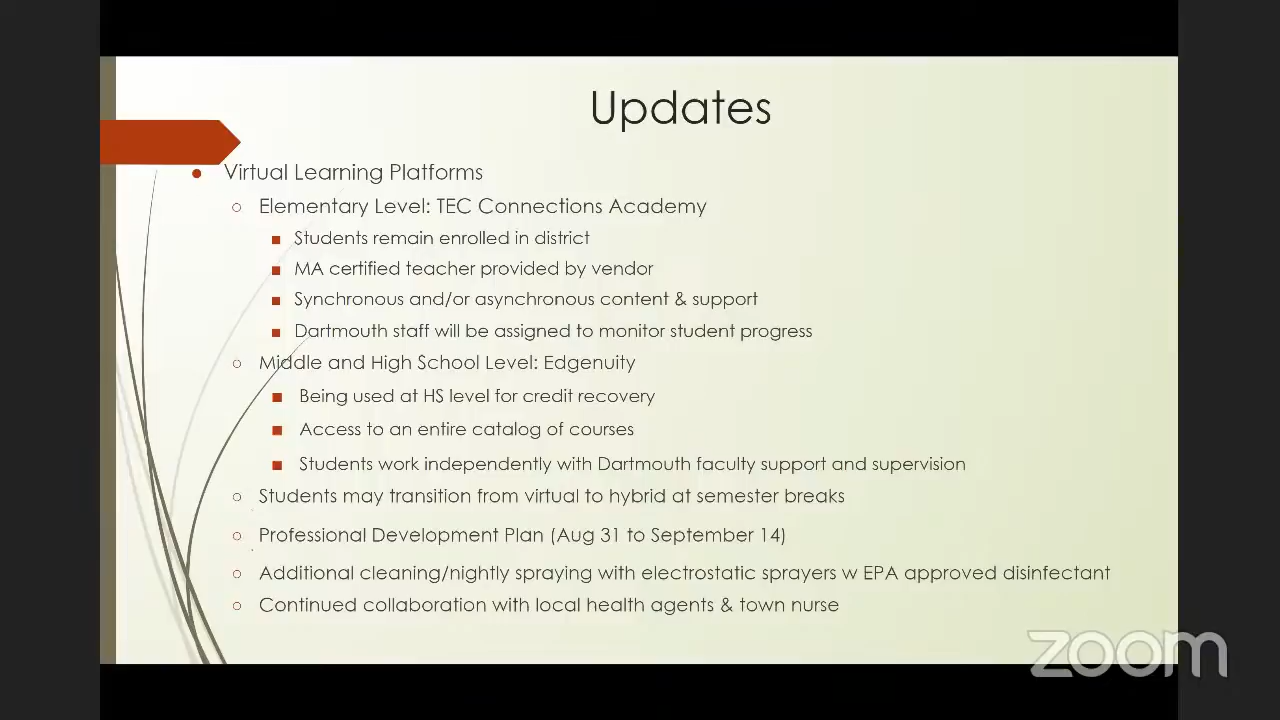 Updates
Virtual Learning Platforms
Elementary Level: TEC Connections Academy
Students remain enrolled in district
MA certified teacher provided by vendor
Synchronous and/or asynchronous content & support
Dartmouth staff will be assigned to monitor student progress
Middle and High School Level: Edgenuity
Being used at HS level for credit recovery
Access to an entire catalog of courses
Students work independently with Dartmouth faculty support and supervision
Students may transition from virtual to hybrid at semester breaks
Professional Development Plan (Aug 31 to September 14)
Additional cleaning/nightly spraying with electrostatic sprayers w EPA approved disinfectant
Continued collaboration with local health agents & town nurse
zoom